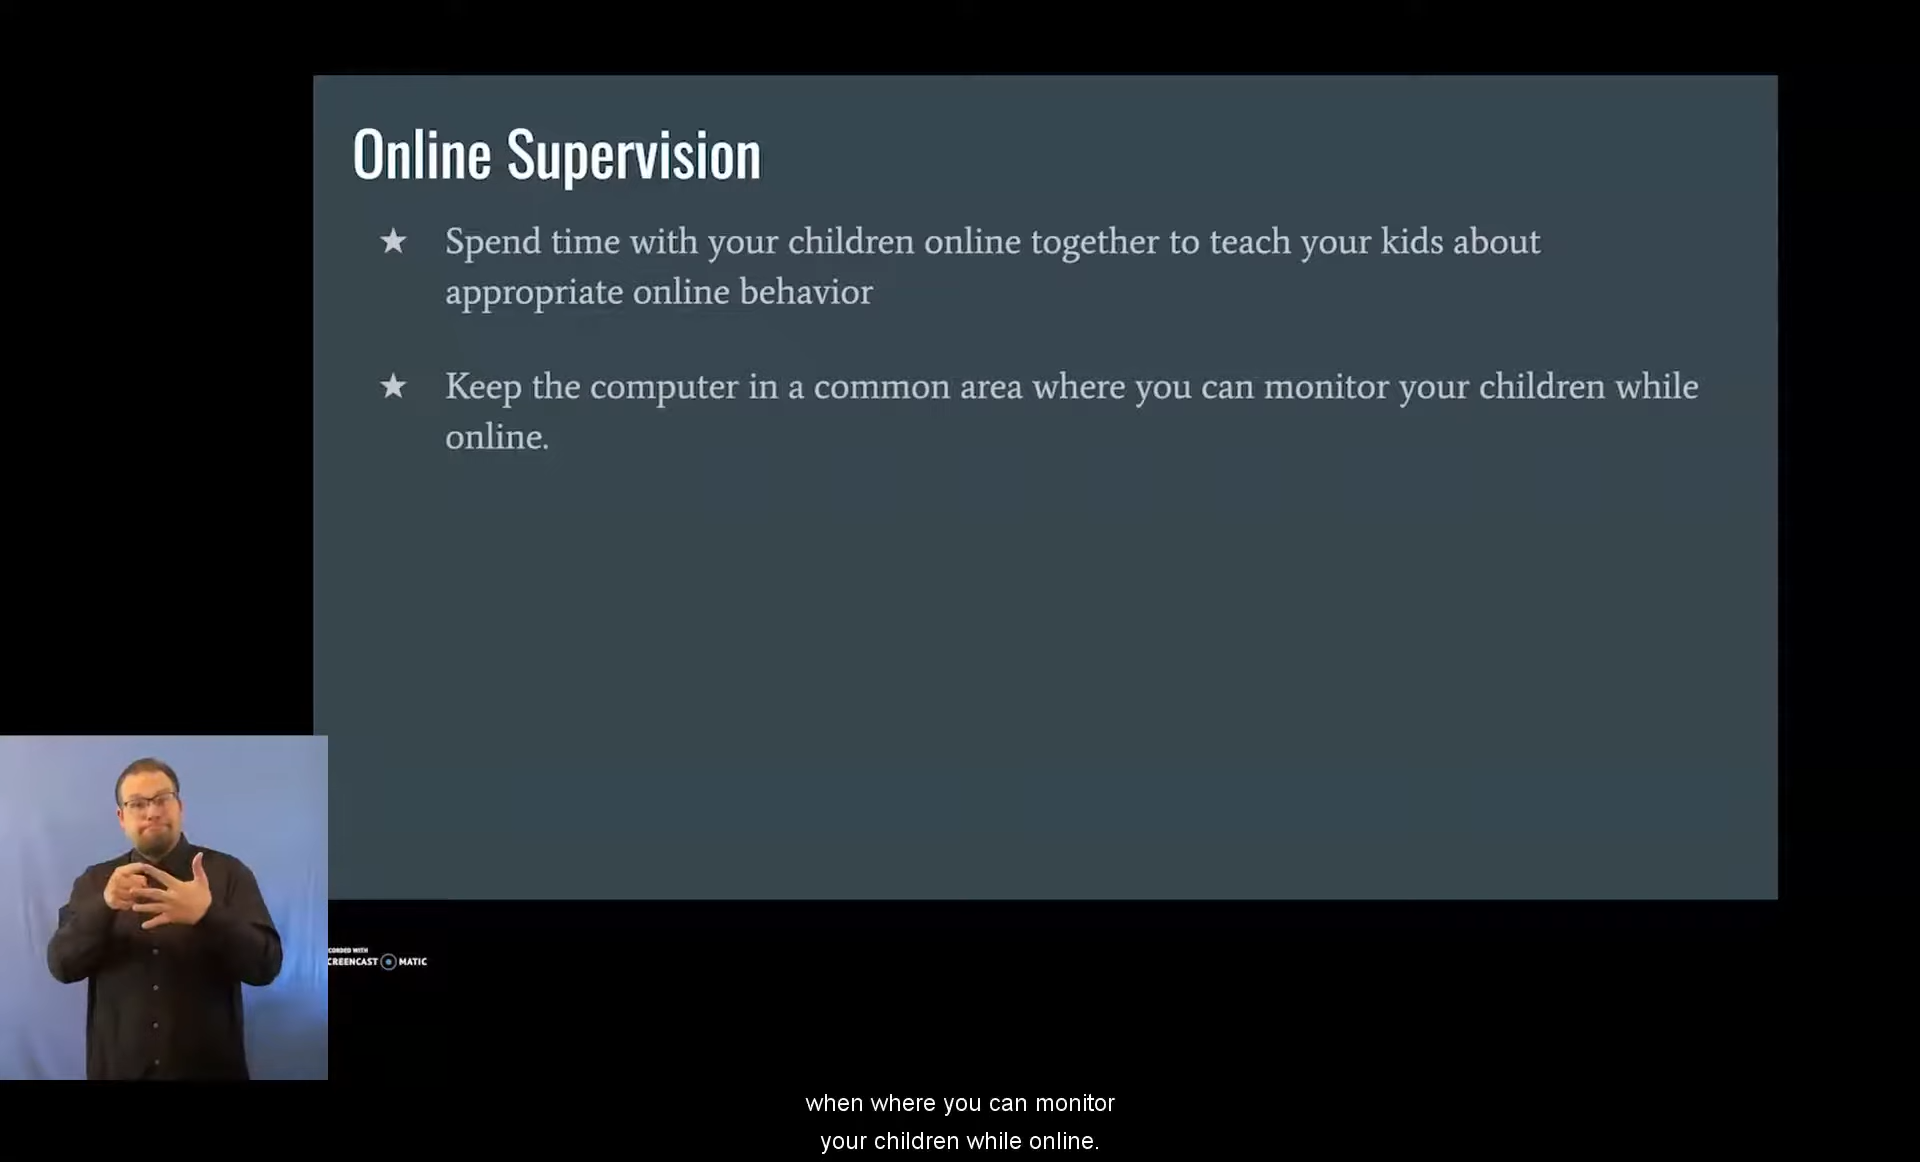 Online Supervision
★ Spend time with your children online together to teach your kids about
appropriate online behavior
★ Keep the computer in a common area where you can monitor your children while
online.
CORDED WITH
CREENCAST MATIC
when where you can monitor
your children while online.